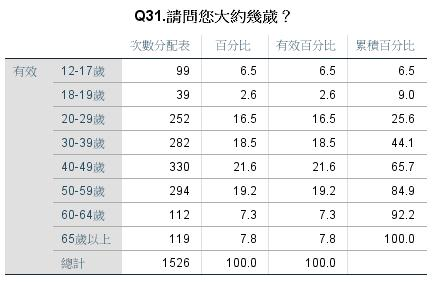 Q31.請問您大約幾歲？
次數分配表 百分比 有效百分比 累積百分比
有效 12-17歲 99 6.5 6.5 6.5
18-19歲 39 2.6 2.6 9.0
20-29歲 252 16.5 16.5 25.6
30-39歲 282 18.5 18.5 44.1
40-49歲 330 21.6 21.6 65.7
50-59歲 294 19.2 19.2 84.9
60-64歲 112 7.3 7.3 92.2
65歲以上 119 7.8 7.8 100.0
總計 1526 100.0 100.0